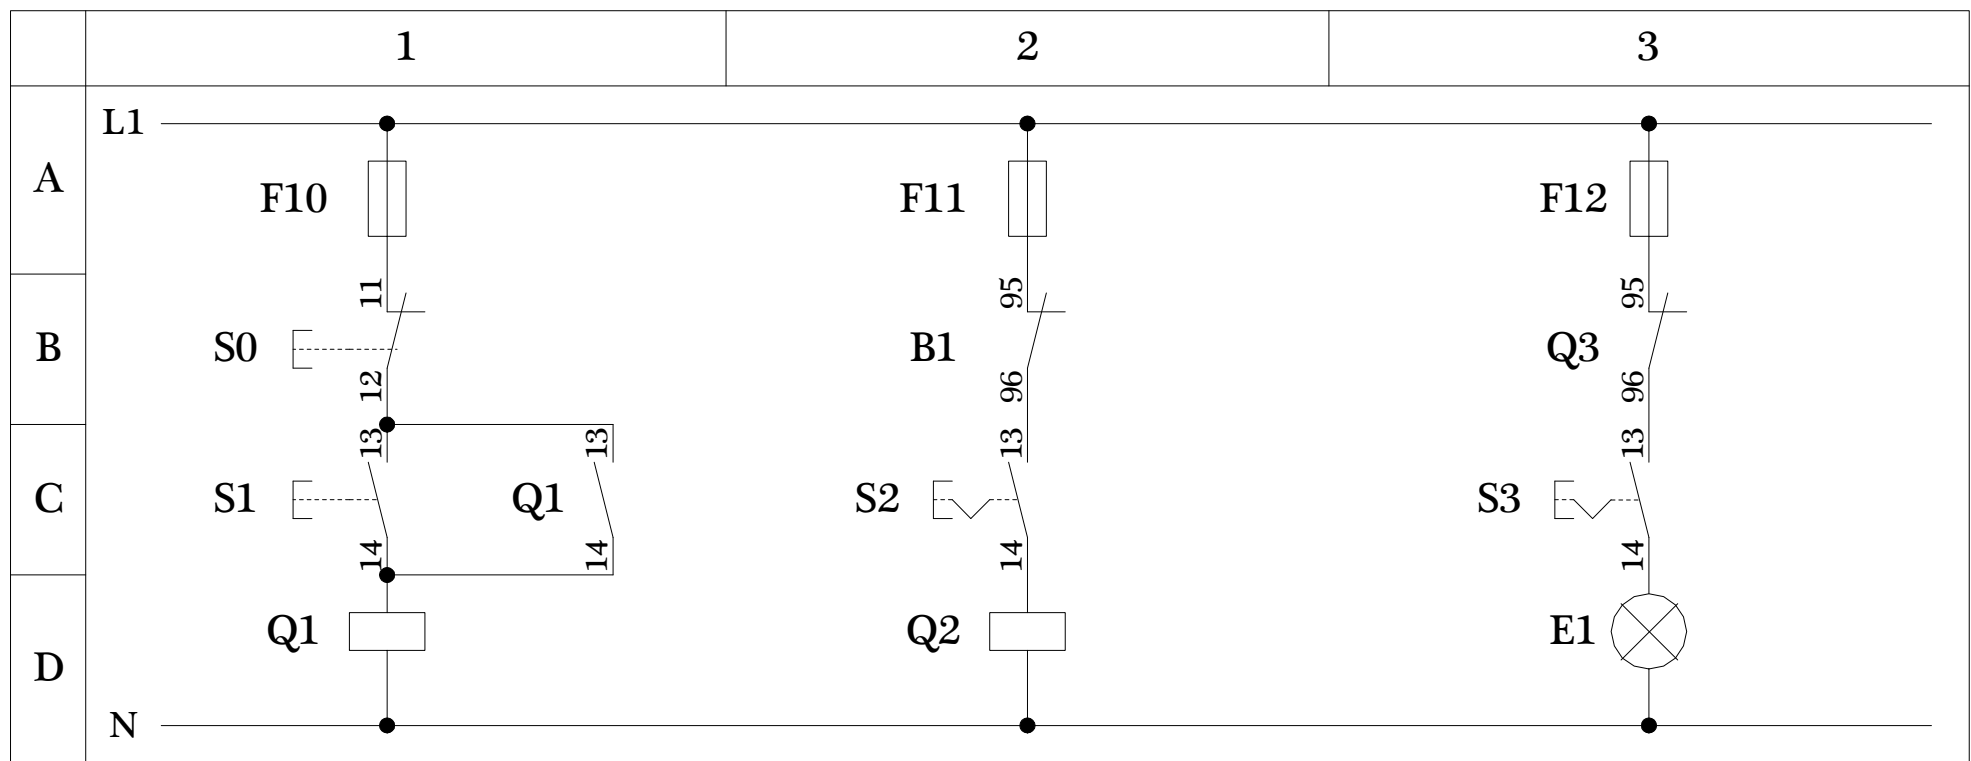 1 2 3
L1
A F10 F11 F12
11 95 95
B S0 B1 Q3
12 96 96
13 13 13 13
C S1 Q1 S2 S3
14 14 14 14
Q1 Q2 E1
D
N